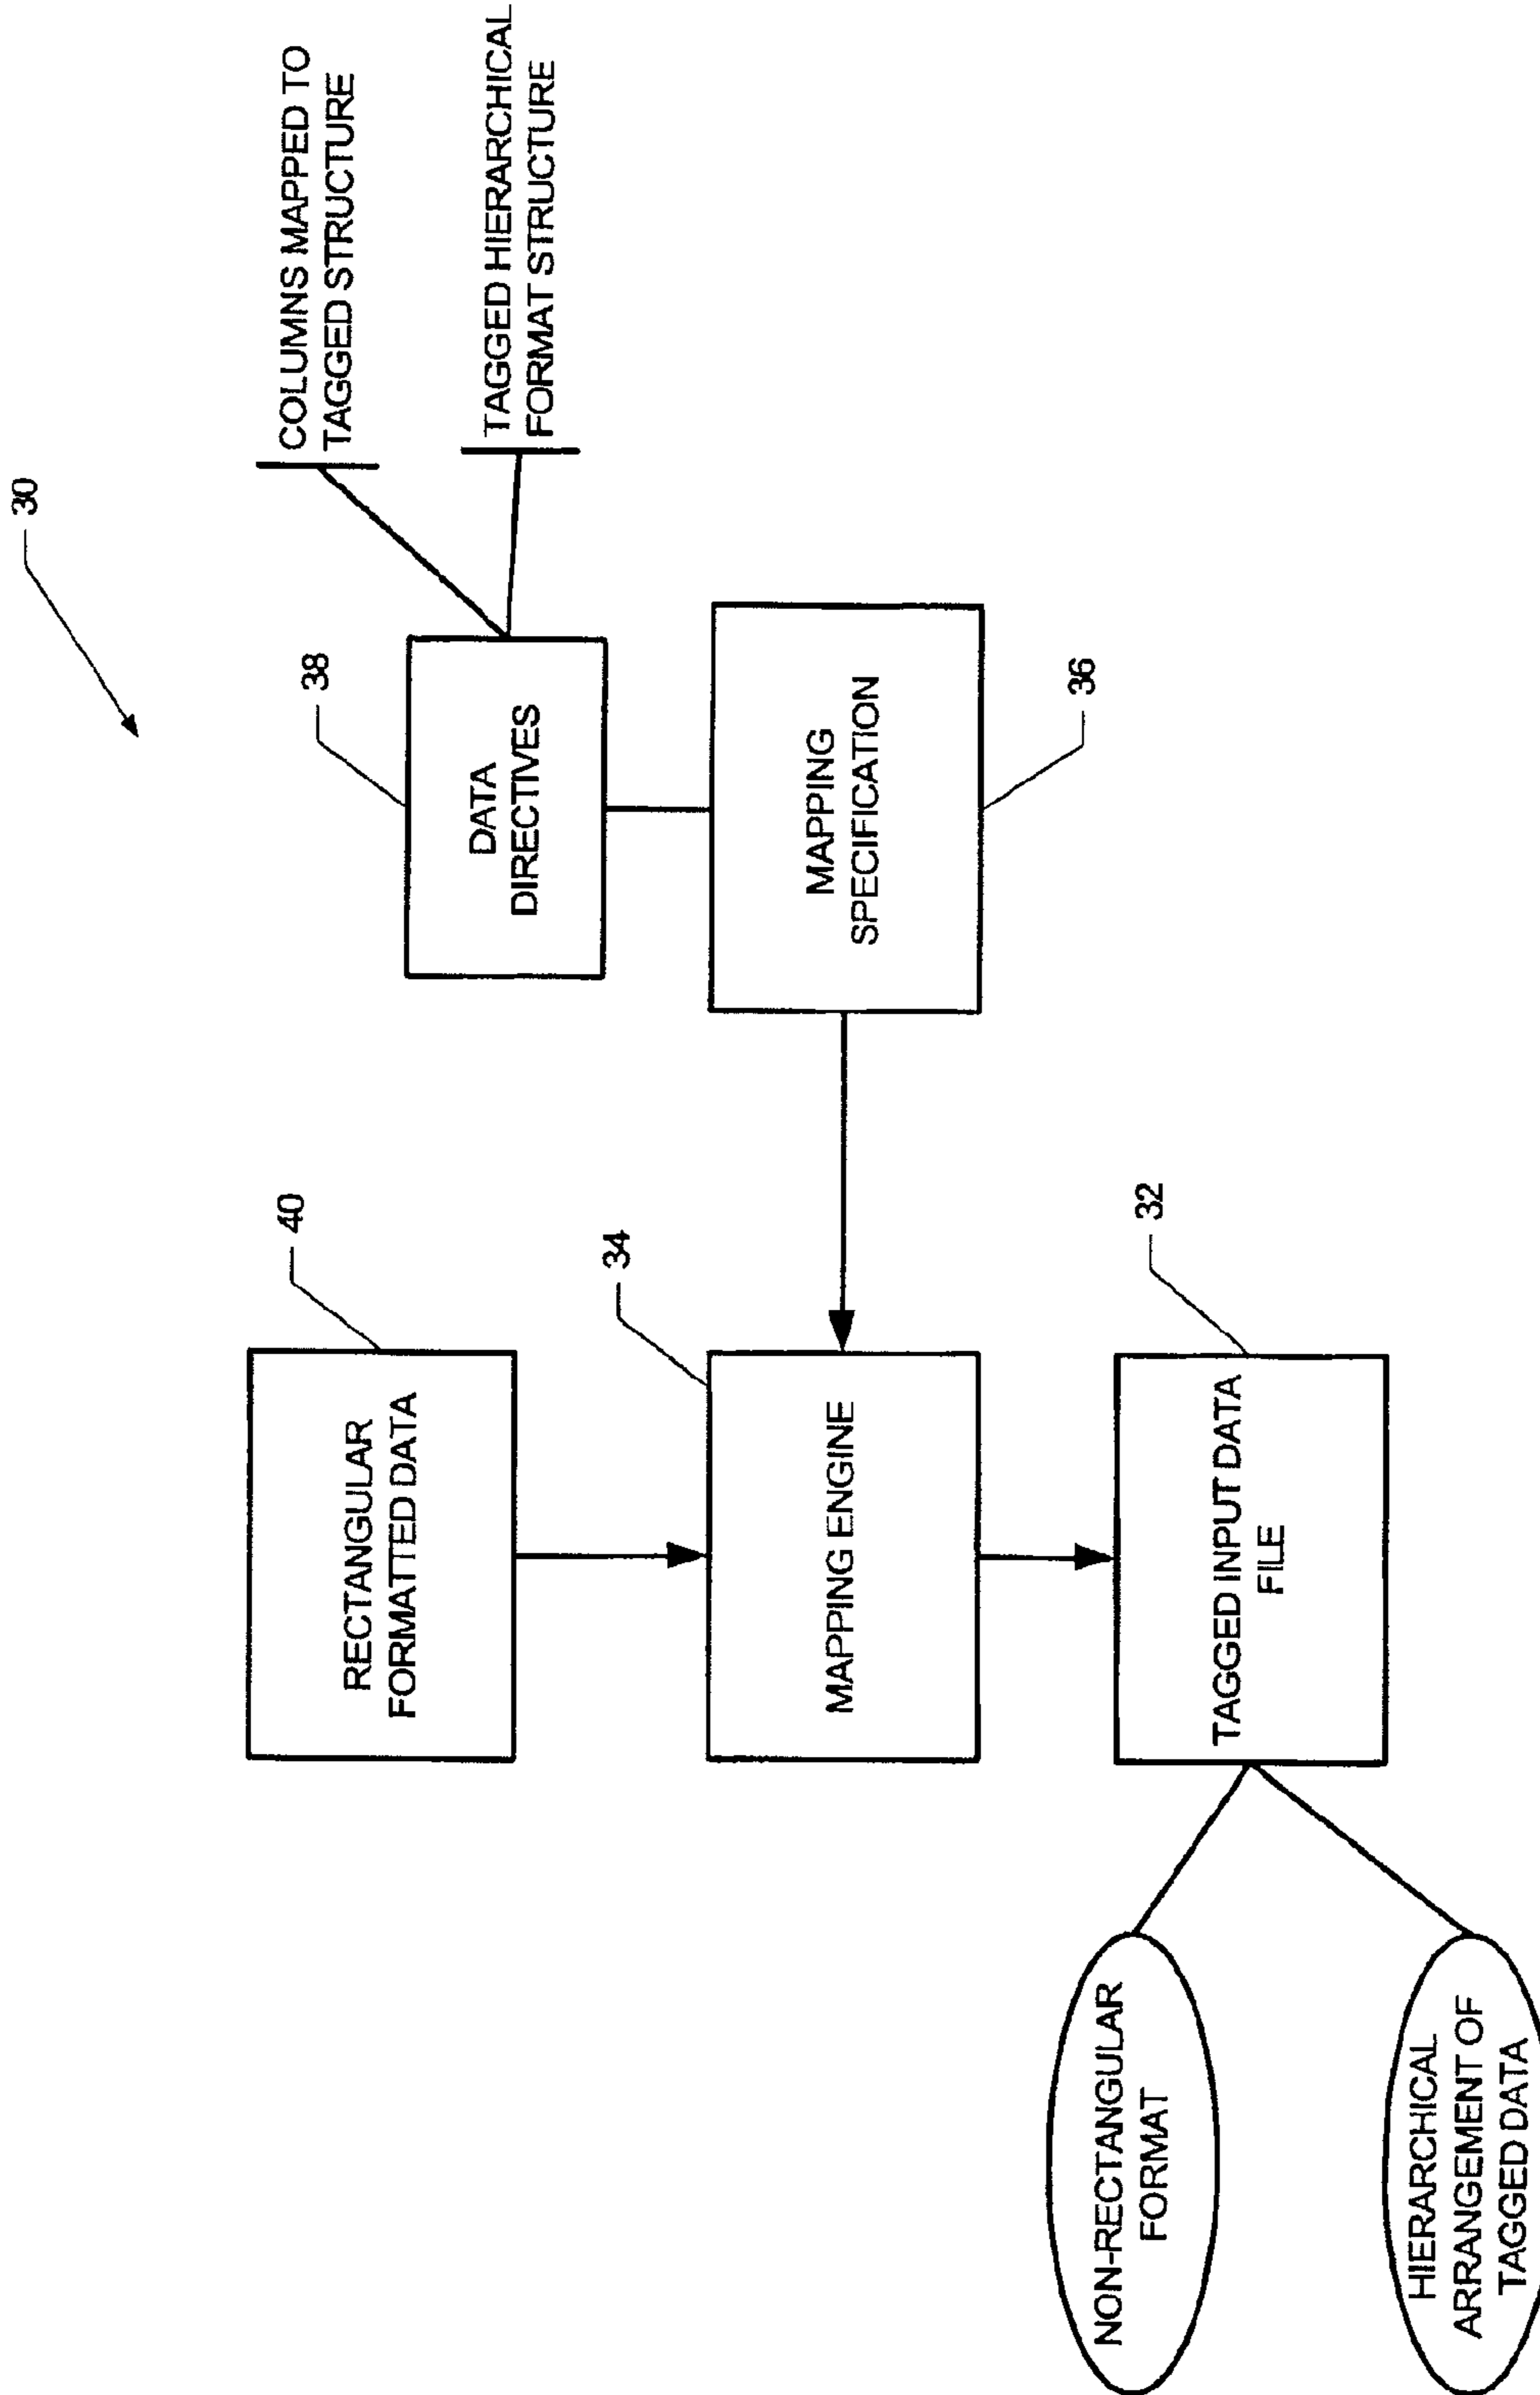 30
COLUMNS MAPPED TO
TAGGED STRUCTURE
TAGGED HIERARCHICAL
FORMAT STRUCTURE
38
DATA
DIRECTIVES
MAPPING
SPECIFICATION
36
40
RECTANGULAR
FORMATTED DATA
34
MAPPING ENGINE
32
TAGGED INPUT DATA
FILE
NON-RECTANGULAR
FORMAT
HIERARCHICAL
ARRANGEMENT OF
TAGGED DATA